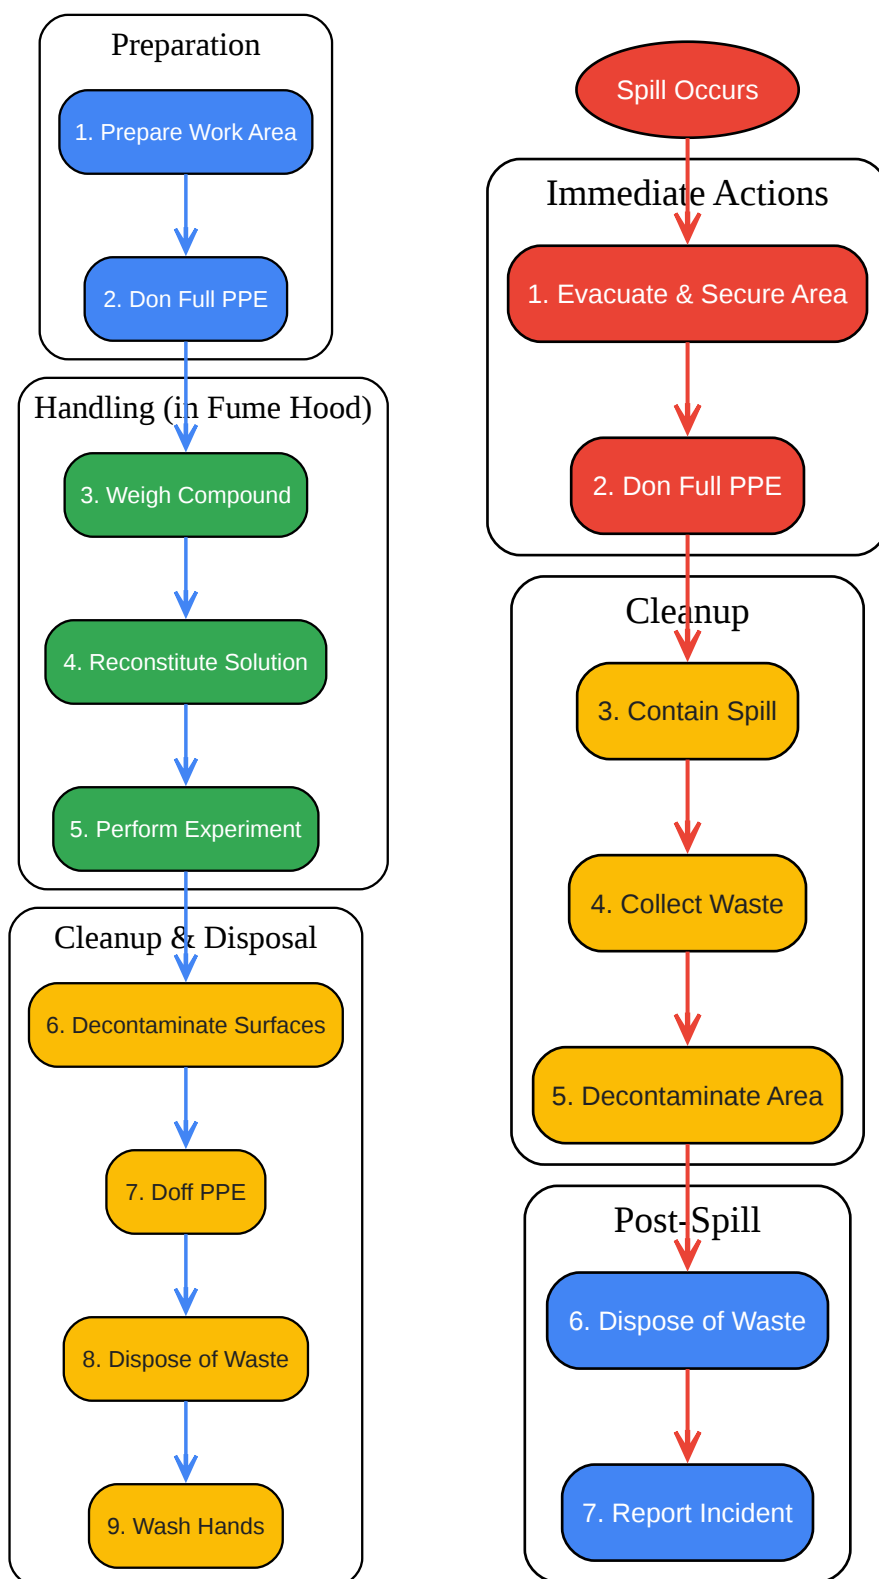 Preparation
1. Prepare Work Area
2. Don Full PPE
Handling (in Fume Hood)
3. Weigh Compound
4. Reconstitute Solution
5. Perform Experiment
Cleanup & Disposal
6. Decontaminate Surfaces
7. Doff PPE
8. Dispose of Waste
9. Wash Hands
Spill Occurs
Immediate Actions
1. Evacuate & Secure Area
2. Don Full PPE
Cleanup
3. Contain Spill
4. Collect Waste
5. Decontaminate Area
Post-Spill
6. Dispose of Waste
7. Report Incident